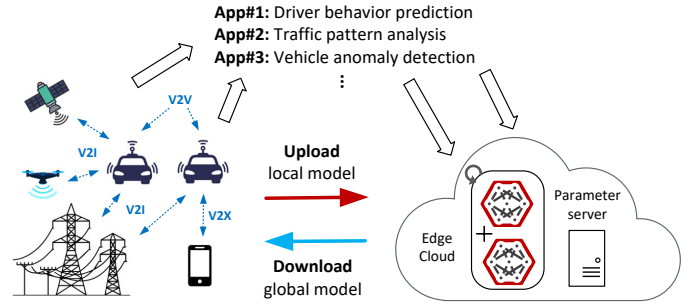 App#1: Driver behavior prediction
App#2: Traffic pattern analysis
App#3: Vehicle anomaly detection
...
V2V
V2I
V2I
V2X
Upload
local model
Download
global model
Edge
Cloud
+
Parameter
server